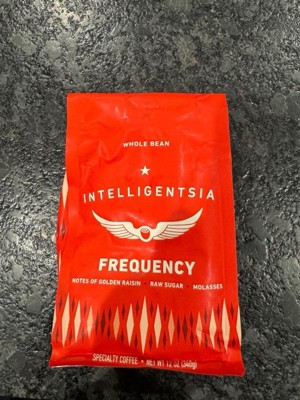 WHOLE BEAN
INTELLIGENTSIA
FREQUENCY
NOTES OF GOLDEN RAISIN RAW SUGAR MOLASSES
SPECIALTY COFFEE • NET WT 12 OZ (340g)